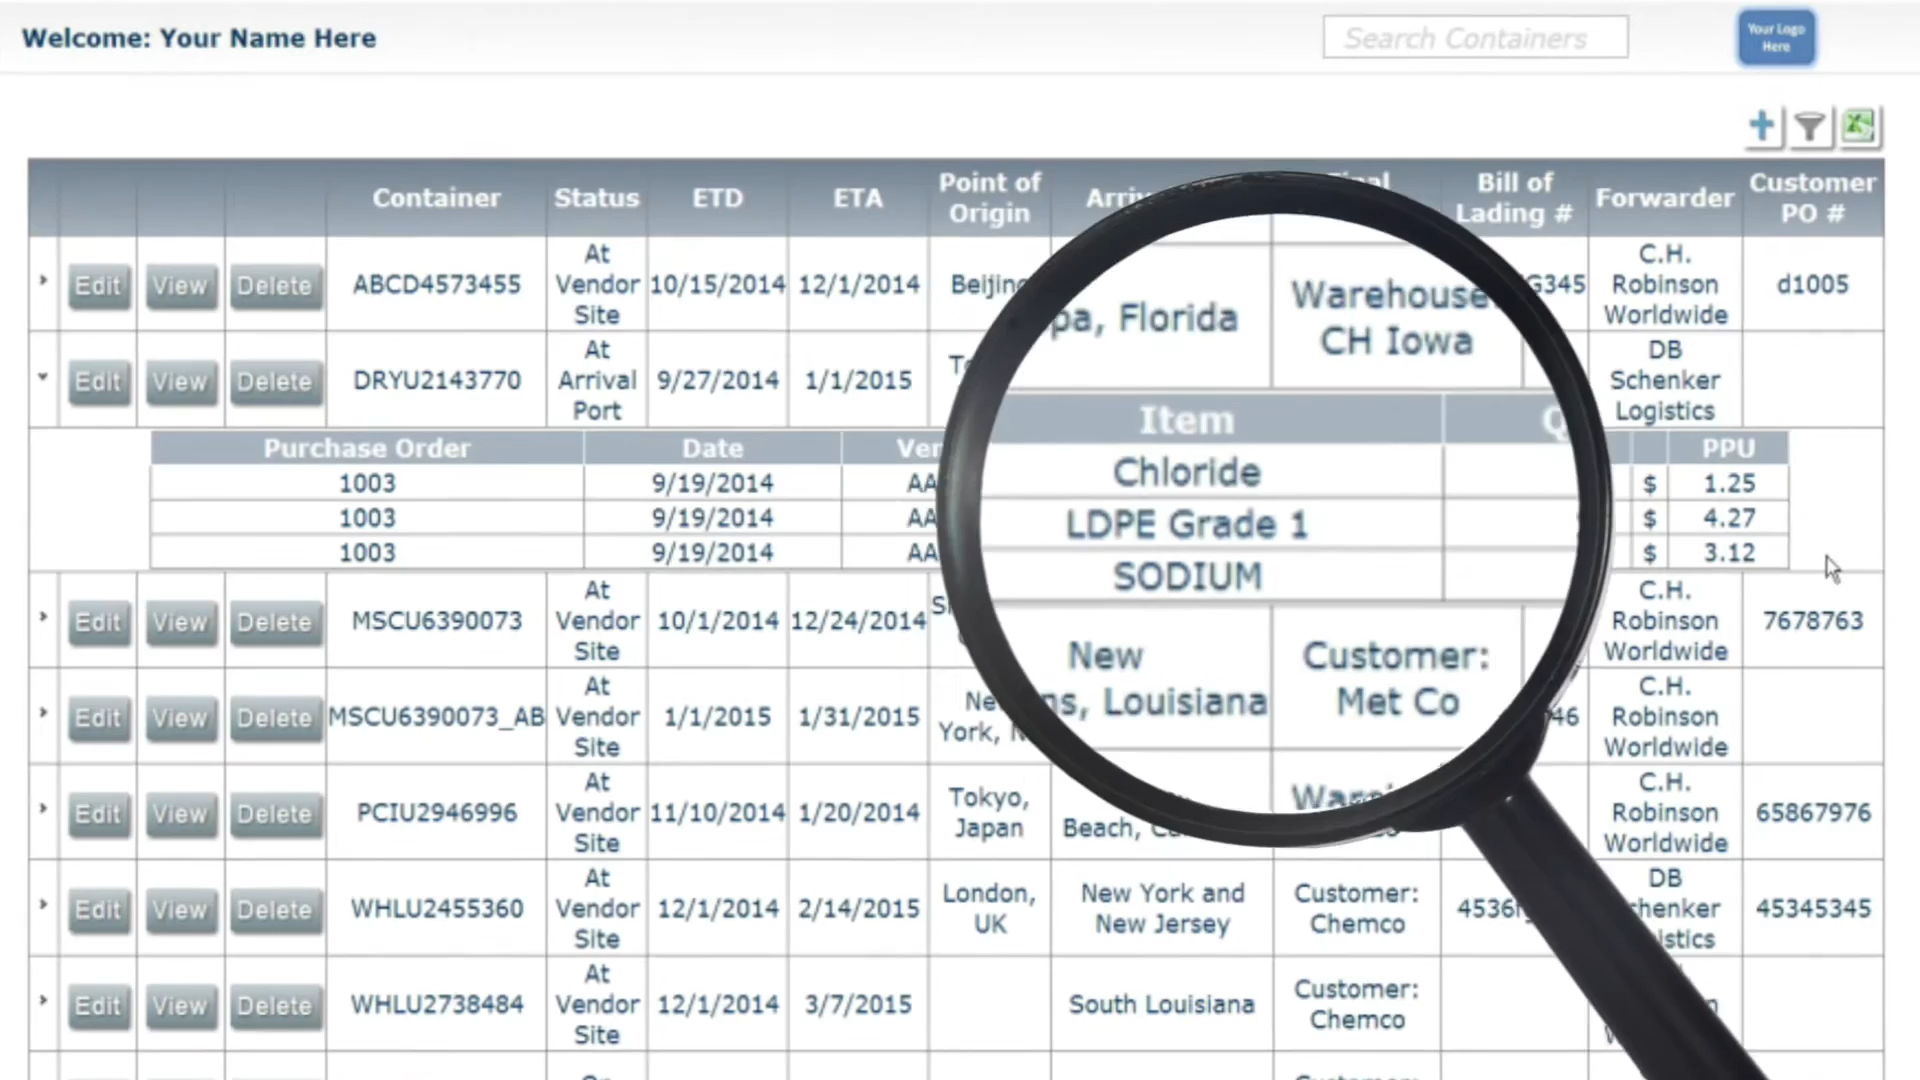 Welcome: Your Name Here
Search Containers
Your Logo
Here
Container Status ETD ETA Point of Origin Bill of Lading # Forwarder Customer PO #
Edit View Delete ABCD4573455 At Vendor Site 10/15/2014 12/1/2014 Beijing Florida Warehouse CH Iowa C.H. Robinson Worldwide d1005
Edit View Delete DRYU2143770 At Arrival Port 9/27/2014 1/1/2015 DB Schenker Logistics
Purchase Order Date Item PPU
1003 9/19/2014 Chloride $ 1.25
1003 9/19/2014 LDPE Grade 1 $ 4.27
1003 9/19/2014 SODIUM $ 3.12
Edit View Delete MSCU6390073 At Vendor Site 10/1/2014 12/24/2014 New Louisiana Customer: Met Co C.H. Robinson Worldwide 7678763
Edit View Delete MSCU6390073_AB At Vendor Site 1/1/2015 1/31/2015 York, C.H. Robinson Worldwide
Edit View Delete PCIU2946996 At Vendor Site 11/10/2014 1/20/2014 Tokyo, Japan Beach, C.H. Robinson Worldwide 65867976
Edit View Delete WHLU2455360 At Vendor Site 12/1/2014 2/14/2015 London, UK New York and New Jersey Customer: Chemco DB 45345345
Edit View Delete WHLU2738484 At Vendor Site 12/1/2014 3/7/2015 South Louisiana Customer: Chemco